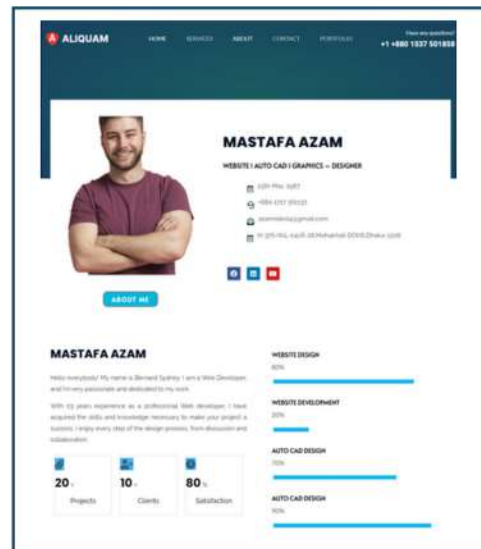 ALIQUAM
HOME SERVICES ABOUT CONTACT PORTFOLIO
Have any questions?
+1 +880 1537 501858
MASTAFA AZAM
WEBSITE I AUTO CAD I GRAPHICS – DESIGNER
ABOUT ME
MASTAFA AZAM
Hello everybody! My name is Bernard Sydney. I am a Web Developer,
and I'm very passionate and dedicated to my work.
With 03 years experience as a professional Web developer, I have
acquired the skills and knowledge necessary to make your project a
success. I enjoy every step of the design process, from discussion and
collaboration.
20 +
Projects
10 +
Clients
80 %
Satisfaction
WEBSITE DESIGN
80%
WEBSITE DEVELOPMENT
20%
AUTO CAD DESIGN
70%
AUTO CAD DESIGN
90%